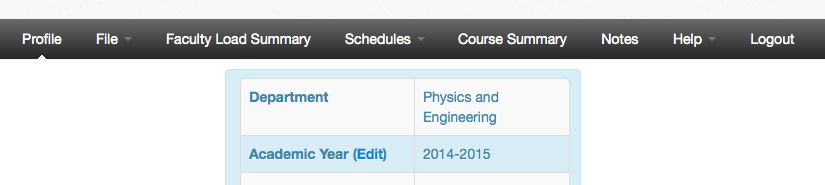 Profile File Faculty Load Summary Schedules Course Summary Notes Help Logout
Department Physics and
Engineering
Academic Year (Edit) 2014-2015